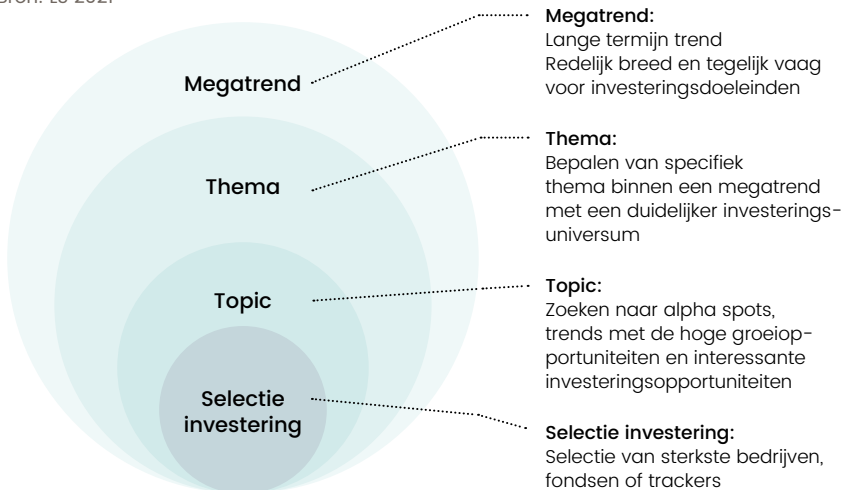 Megatrend
Thema
Topic
Selectie
investering
Megatrend:
Lange termijn trend
Redelijk breed en tegelijk vaag
voor investeringsdoeleinden
Thema:
Bepalen van specifiek
thema binnen een megatrend
met een duidelijker investerings-
universum
Topic:
Zoeken naar alpha spots,
trends met de hoge groeiop-
portuniteiten en interessante
investeringsopportuniteiten
Selectie investering:
Selectie van sterkste bedrijven,
fondsen of trackers